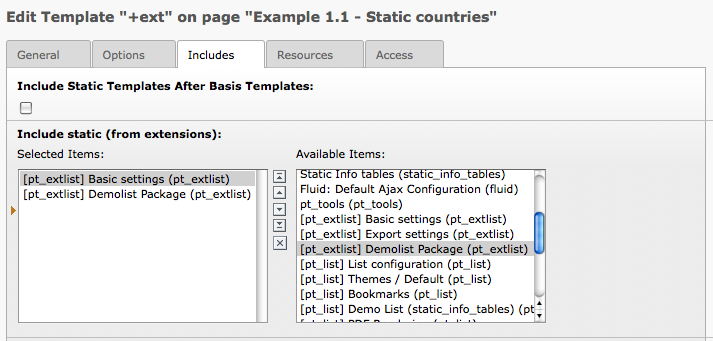 Edit Template "+ext" on page "Example 1.1 - Static countries"
General
Options
Includes
Resources
Access
Include Static Templates After Basis Templates:
Include static (from extensions):
Selected Items:
Available Items:
[pt_extlist] Basic settings (pt_extlist)
[pt_extlist] Demolist Package (pt_extlist)
Static Info tables (static_info_tables)
Fluid: Default Ajax Configuration (fluid)
pt_tools (pt_tools)
[pt_extlist] Basic settings (pt_extlist)
[pt_extlist] Export settings (pt_extlist)
[pt_extlist] Demolist Package (pt_extlist)
[pt_list] List configuration (pt_list)
[pt_list] Themes / Default (pt_list)
[pt_list] Bookmarks (pt_list)
[pt_list] Demo List (static_info_tables) (pt